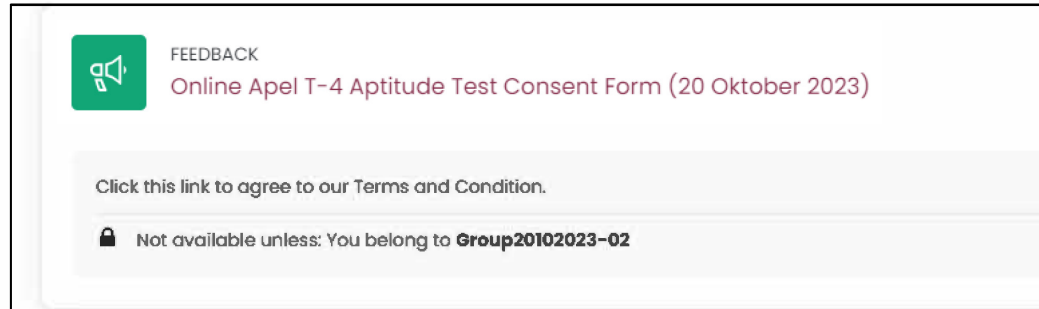 FEEDBACK
Online Apel T-4 Aptitude Test Consent Form (20 Oktober 2023)
Click this link to agree to our Terms and Condition.
Not available unless: You belong to Group20102023-02